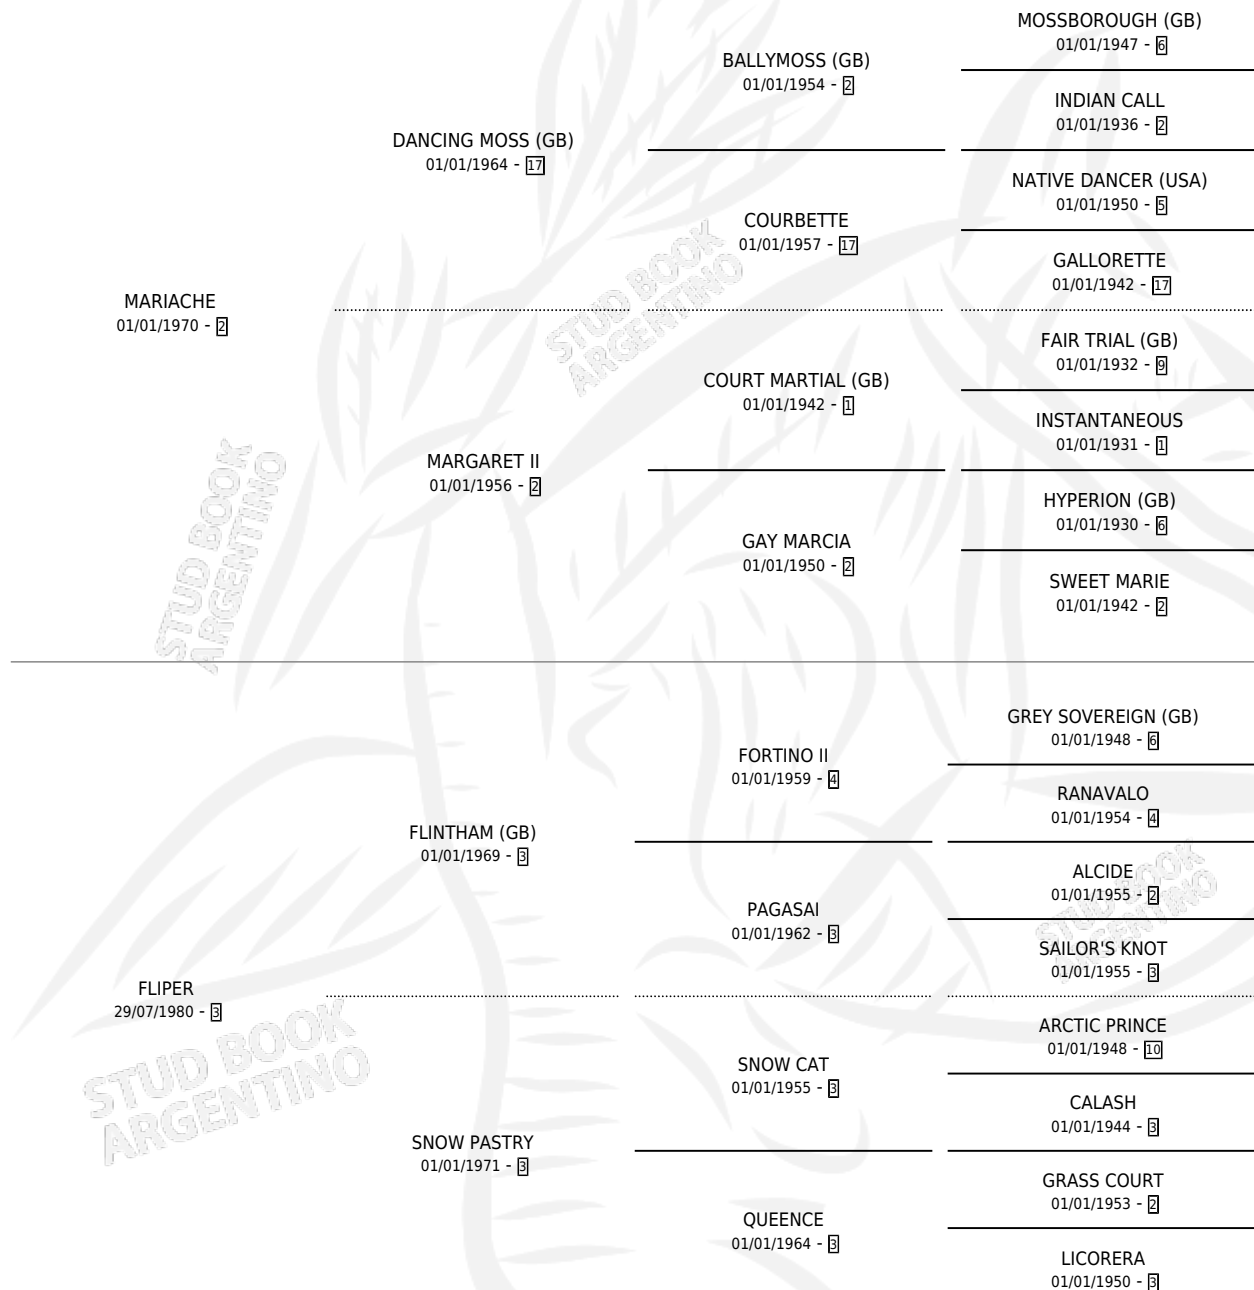 MOSSBOROUGH (GB)
01/01/1947 - 6
BALLYMOSS (GB)
01/01/1954 - 2
INDIAN CALL
01/01/1936 - 2
DANCING MOSS (GB)
01/01/1964 - 17
NATIVE DANCER (USA)
01/01/1950 - 5
COURBETTE
01/01/1957 - 17
GALLORETTE
01/01/1942 - 17
MARIACHE
01/01/1970 - 2
STUD BOOK
ARGENTINO
FAIR TRIAL (GB)
01/01/1932 - 9
COURT MARTIAL (GB)
01/01/1942 - 1
INSTANTANEOUS
01/01/1931 - 1
MARGARET II
01/01/1956 - 2
HYPERION (GB)
01/01/1930 - 6
GAY MARCIA
01/01/1950 - 2
SWEET MARIE
01/01/1942 - 2
STUD BOOK
ARGENTINO
GREY SOVEREIGN (GB)
01/01/1948 - 6
FORTINO II
01/01/1959 - 4
RANAVALO
01/01/1954 - 4
FLINTHAM (GB)
01/01/1969 - 3
ALCIDE
01/01/1955 - 2
PAGASAI
01/01/1962 - 3
SAILOR'S KNOT
01/01/1955 - 3
STUD BOOK
ARGENTINO
FLIPER
29/07/1980 - 3
ARCTIC PRINCE
01/01/1948 - 10
SNOW CAT
01/01/1955 - 3
CALASH
01/01/1944 - 3
STUD BOOK
ARGENTINO
SNOW PASTRY
01/01/1971 - 3
GRASS COURT
01/01/1953 - 2
QUEENCE
01/01/1964 - 3
LICORERA
01/01/1950 - 3